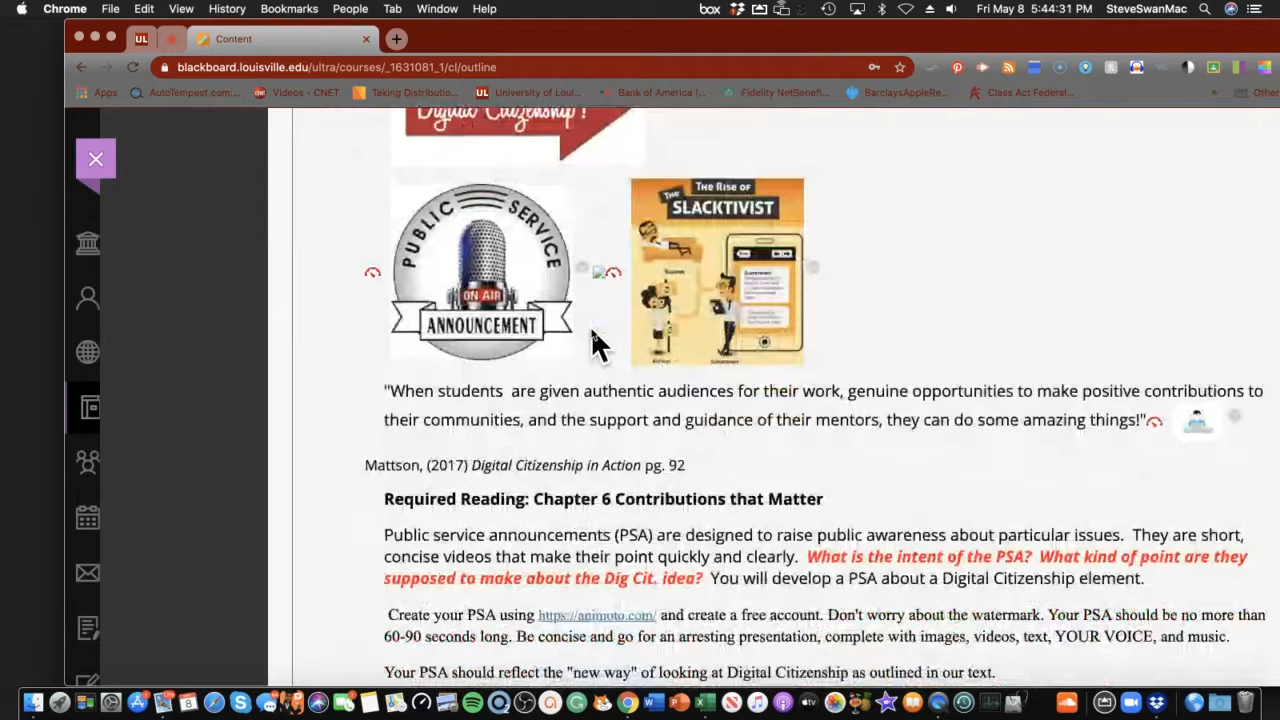 Chrome File Edit View History Bookmarks People Tab Window Help box Fri May 8 5:44:31 PM SteveSwanMac
UL Content
blackboard.louisville.edu/ultra/courses/_1631081_1/cl/outline
Apps AutoTempest.com:... Videos - CNET Taking Distributio... UL University of Loui... Bank of America |... Fidelity NetBenefi... BarclaysAppleRe... Class Act Federal... » Other
Digital Citizenship!
PUBLIC SERVICE
ON AIR
ANNOUNCEMENT
The Rise of
THE SLACKTIVIST
"When students are given authentic audiences for their work, genuine opportunities to make positive contributions to
their communities, and the support and guidance of their mentors, they can do some amazing things!"
Mattson, (2017) Digital Citizenship in Action pg. 92
Required Reading: Chapter 6 Contributions that Matter
Public service announcements (PSA) are designed to raise public awareness about particular issues. They are short,
concise videos that make their point quickly and clearly. What is the intent of the PSA? What kind of point are they
supposed to make about the Dig Cit. idea? You will develop a PSA about a Digital Citizenship element.
Create your PSA using https://animoto.com/ and create a free account. Don't worry about the watermark. Your PSA should be no more than
60-90 seconds long. Be concise and go for an arresting presentation, complete with images, videos, text, YOUR VOICE, and music.
Your PSA should reflect the "new way" of looking at Digital Citizenship as outlined in our text.